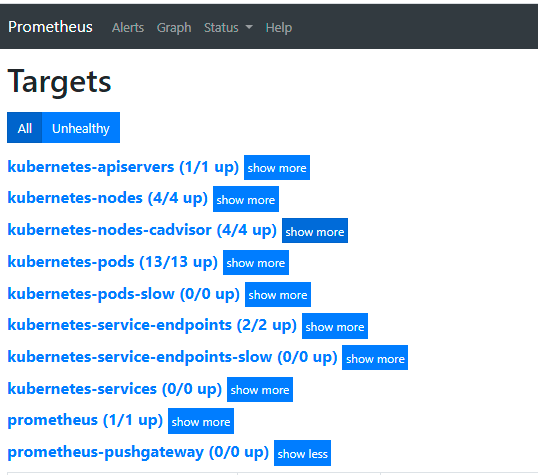 Prometheus Alerts Graph Status Help
Targets
All Unhealthy
kubernetes-apiservers (1/1 up) show more
kubernetes-nodes (4/4 up) show more
kubernetes-nodes-cadvisor (4/4 up) show more
kubernetes-pods (13/13 up) show more
kubernetes-pods-slow (0/0 up) show more
kubernetes-service-endpoints (2/2 up) show more
kubernetes-service-endpoints-slow (0/0 up) show more
kubernetes-services (0/0 up) show more
prometheus (1/1 up) show more
prometheus-pushgateway (0/0 up) show less